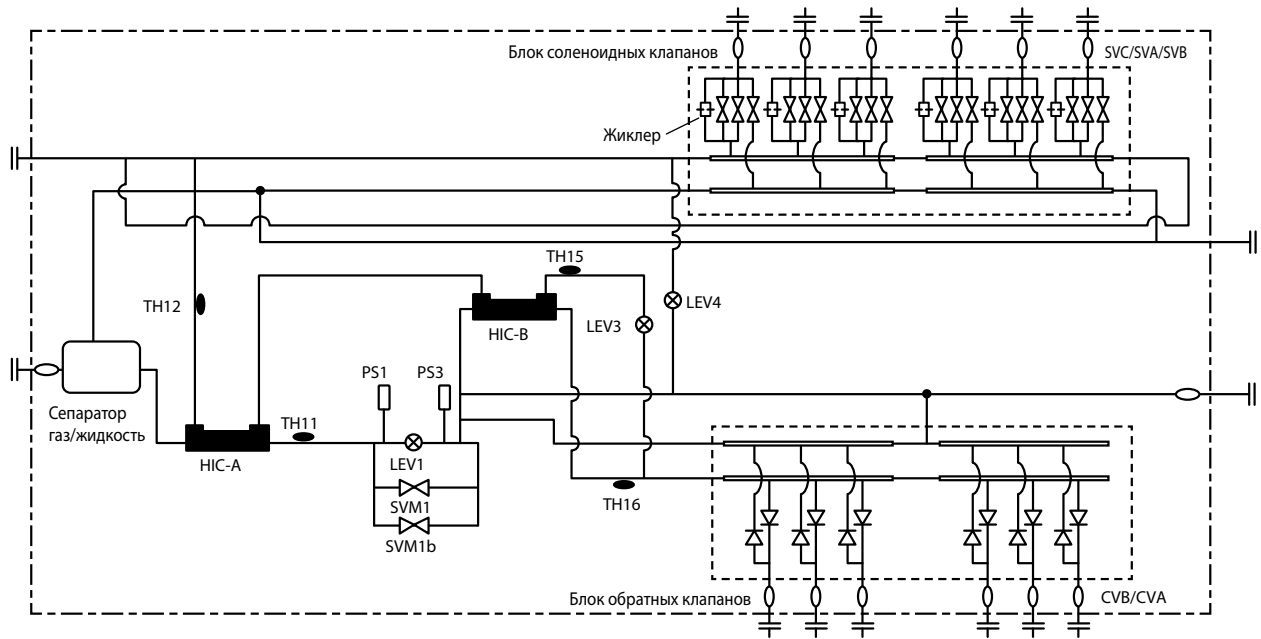 Блок соленоидных клапанов
SVC/SVA/SVB
Жиклер
TH15
TH12
LEV4
LEV3
HIC-B
PS1
PS3
Сепаратор
газ/жидкость
TH11
HIC-A
LEV1
SVM1
TH16
SVM1b
Блок обратных клапанов
CVB/CVA